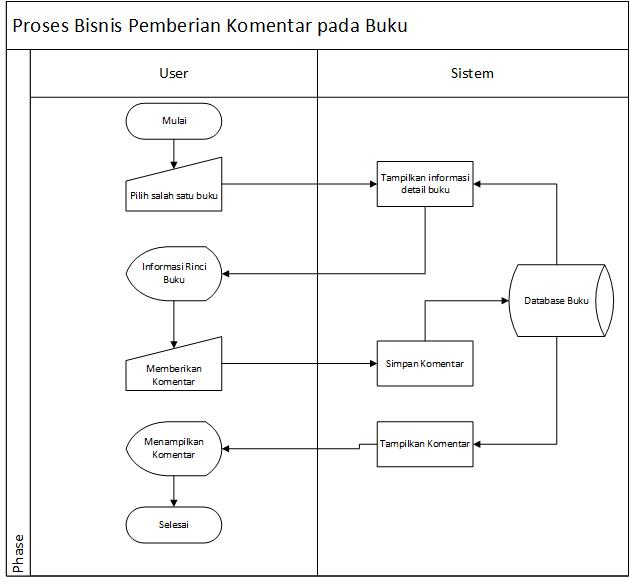 Proses Bisnis Pemberian Komentar pada Buku
User
Sistem
Mulai
Pilih salah satu buku
Tampilkan informasi
detail buku
Informasi Rinci
Buku
Database Buku
Memberikan
Komentar
Simpan Komentar
Menampilkan
Komentar
Tampilkan Komentar
Selesai
Phase